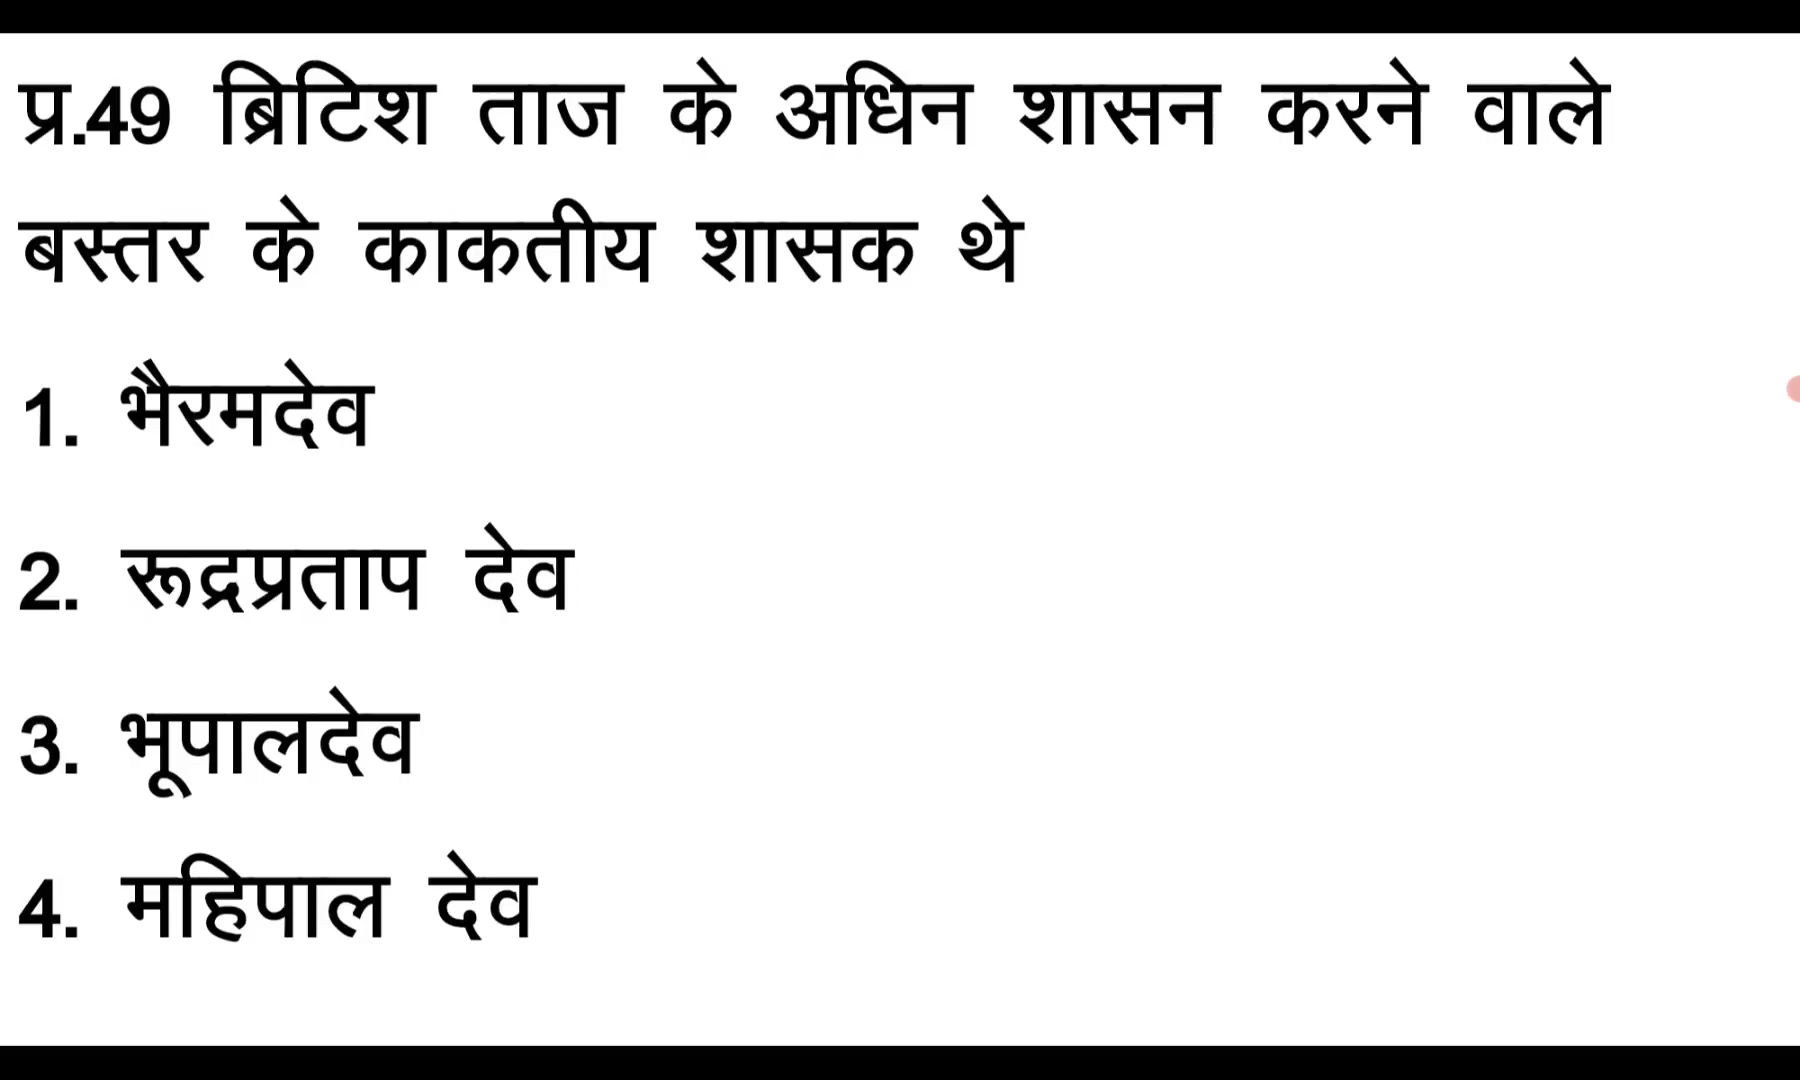 प्र.49 ब्रिटिश ताज के अधिन शासन करने वाले
बस्तर के काकतीय शासक थे
1. भैरमदेव
2. रूद्रप्रताप देव
3. भूपालदेव
4. महिपाल देव